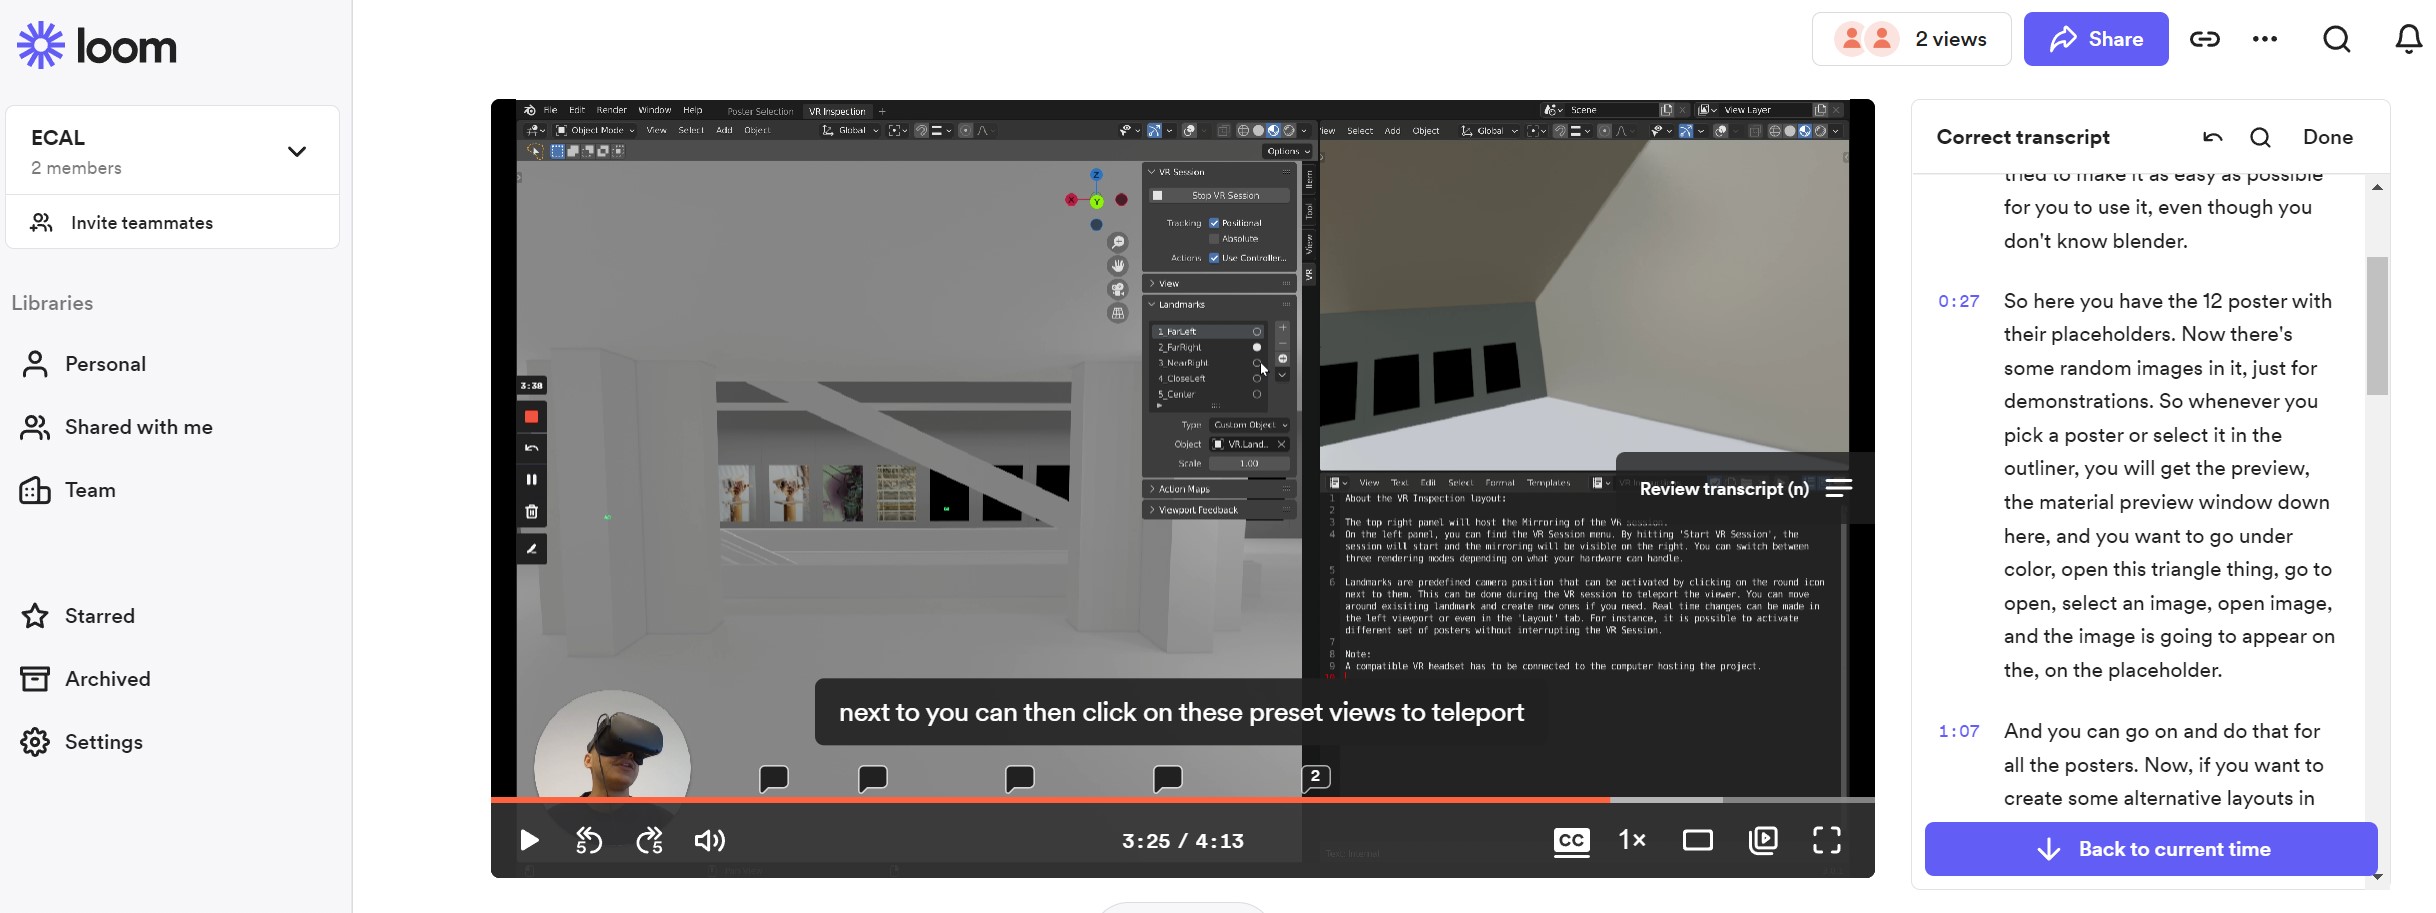 loom
2 views
Share
ECAL
2 members
Invite teammates
Libraries
Personal
Shared with me
Team
Starred
Archived
Settings
File Edit Render Window Help Poster Selection VR Inspection +
Scene
View Layer
Object Mode View Select Add Object Global
Options
View Select Add Object Global
Z
X
Y
VR Session
Stop VR Session
Tracking Positional
Absolute
Actions Use Controller...
View
Landmarks
1_FarLeft
2_FarRight
3_NearRight
4_CloseLeft
5_Center
Type Custom Object
Object VR.Land..
Scale 1.00
Action Maps
Viewport Feedback
Item
Tool
View
VR
3:38
View Text Edit Select Format Templates
Review transcript (n)
1 About the VR Inspection layout:
2
3 The top right panel will host the Mirroring of the VR session.
4 On the left panel, you can find the VR Session menu. By hitting 'Start VR Session', the
session will start and the mirroring will be visible on the right. You can switch between
three rendering modes depending on what your hardware can handle.
5
6 Landmarks are predefined camera position that can be activated by clicking on the round icon
next to them. This can be done during the VR session to teleport the viewer. You can move
around exisiting landmark and create new ones if you need. Real time changes can be made in
the left viewport or even in the 'Layout' tab. For instance, it is possible to activate
different set of posters without interrupting the VR Session.
7
8 Note:
9 A compatible VR headset has to be connected to the computer hosting the project.
10
next to you can then click on these preset views to teleport
2
5
5
3:25 / 4:13
CC
1×
Text: Internal
Correct transcript
Done
tried to make it as easy as possible
for you to use it, even though you
don't know blender.
0:27 So here you have the 12 poster with
their placeholders. Now there's
some random images in it, just for
demonstrations. So whenever you
pick a poster or select it in the
outliner, you will get the preview,
the material preview window down
here, and you want to go under
color, open this triangle thing, go to
open, select an image, open image,
and the image is going to appear on
the, on the placeholder.
1:07 And you can go on and do that for
all the posters. Now, if you want to
create some alternative layouts in
Back to current time